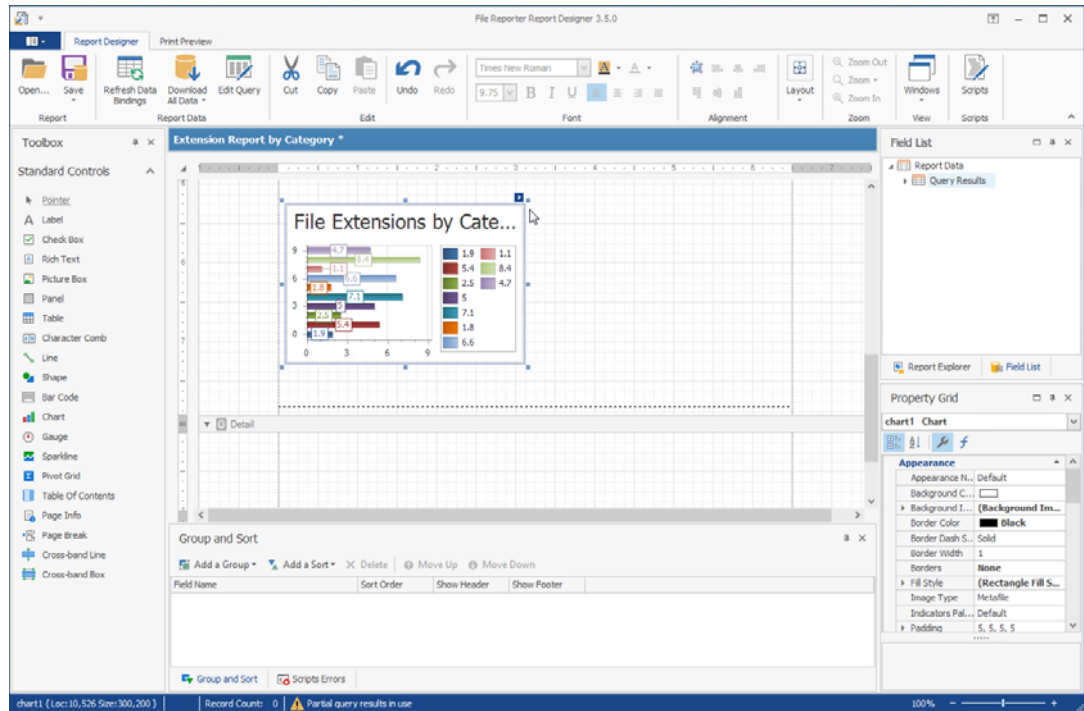 File Reporter Report Designer 3.5.0
Report Designer Print Preview
Open... Save Refresh Data Bindings Download All Data Edit Query Cut Copy Paste Undo Redo Times New Roman A A Layout Zoom Out Zoom Zoom In Windows Scripts
9.75 B I U
Report Report Data Edit Font Alignment Zoom View Scripts
Toolbox
Standard Controls
Pointer
Label
Check Box
Rich Text
Picture Box
Panel
Table
Character Comb
Line
Shape
Bar Code
Chart
Gauge
Sparkline
Pivot Grid
Table Of Contents
Page Info
Page Break
Cross-band Line
Cross-band Box
Extension Report by Category *
1 2 3 4 5 6 7
File Extensions by Cate...
9 4.7
8.4
1.1
6 6.6
1.8
7.1
3 5
2.5
5.4
0 1.9
0 3 6 9
1.9 1.1
5.4 8.4
2.5 4.7
5
7.1
1.8
6.6
Detail
Group and Sort
Add a Group Add a Sort Delete Move Up Move Down
Field Name Sort Order Show Header Show Footer
Group and Sort Scripts Errors
Field List
Report Data
Query Results
Report Explorer Field List
Property Grid
chart1 Chart
Appearance
Appearance N... Default
Background C...
Background I... (Background Im...
Border Color Black
Border Dash S... Solid
Border Width 1
Borders None
Fill Style (Rectangle Fill S...
Image Type Metafile
Indicators Pal... Default
Padding 5, 5, 5, 5
chart1 { Loc:10,526 Size:300,200 } Record Count: 0 Partial query results in use 100% - +